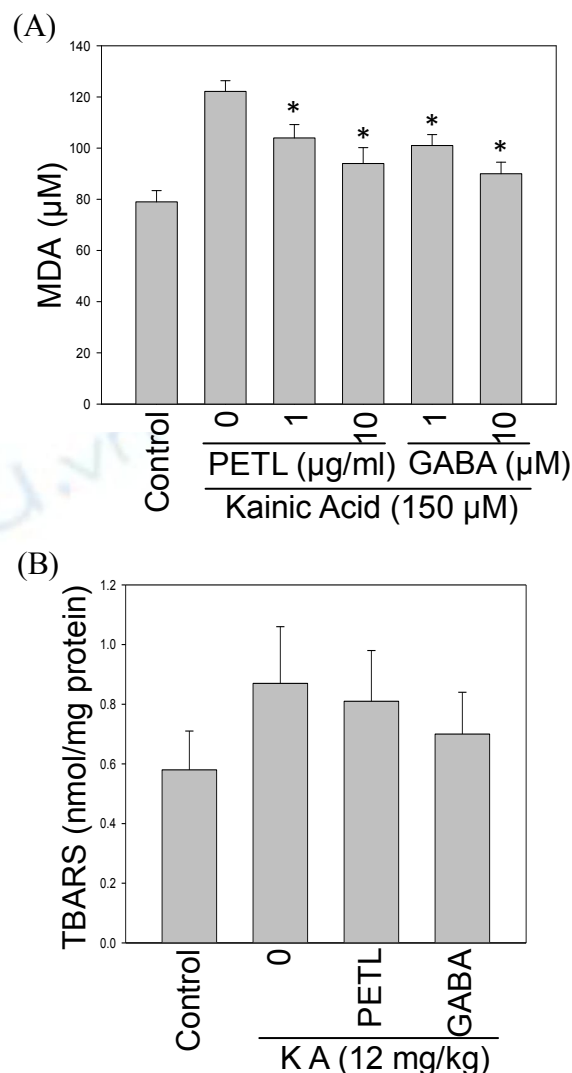 (A)
MDA (µM)
140
120
100
80
60
40
20
0
* * * *
Control 0 1 10 1 10
PETL (µg/ml) GABA (µM)
Kainic Acid (150 µM)
(B)
TBARS (nmol/mg protein)
1.2
1.0
0.8
0.6
0.4
0.2
0.0
Control 0 PETL GABA
K A (12 mg/kg)